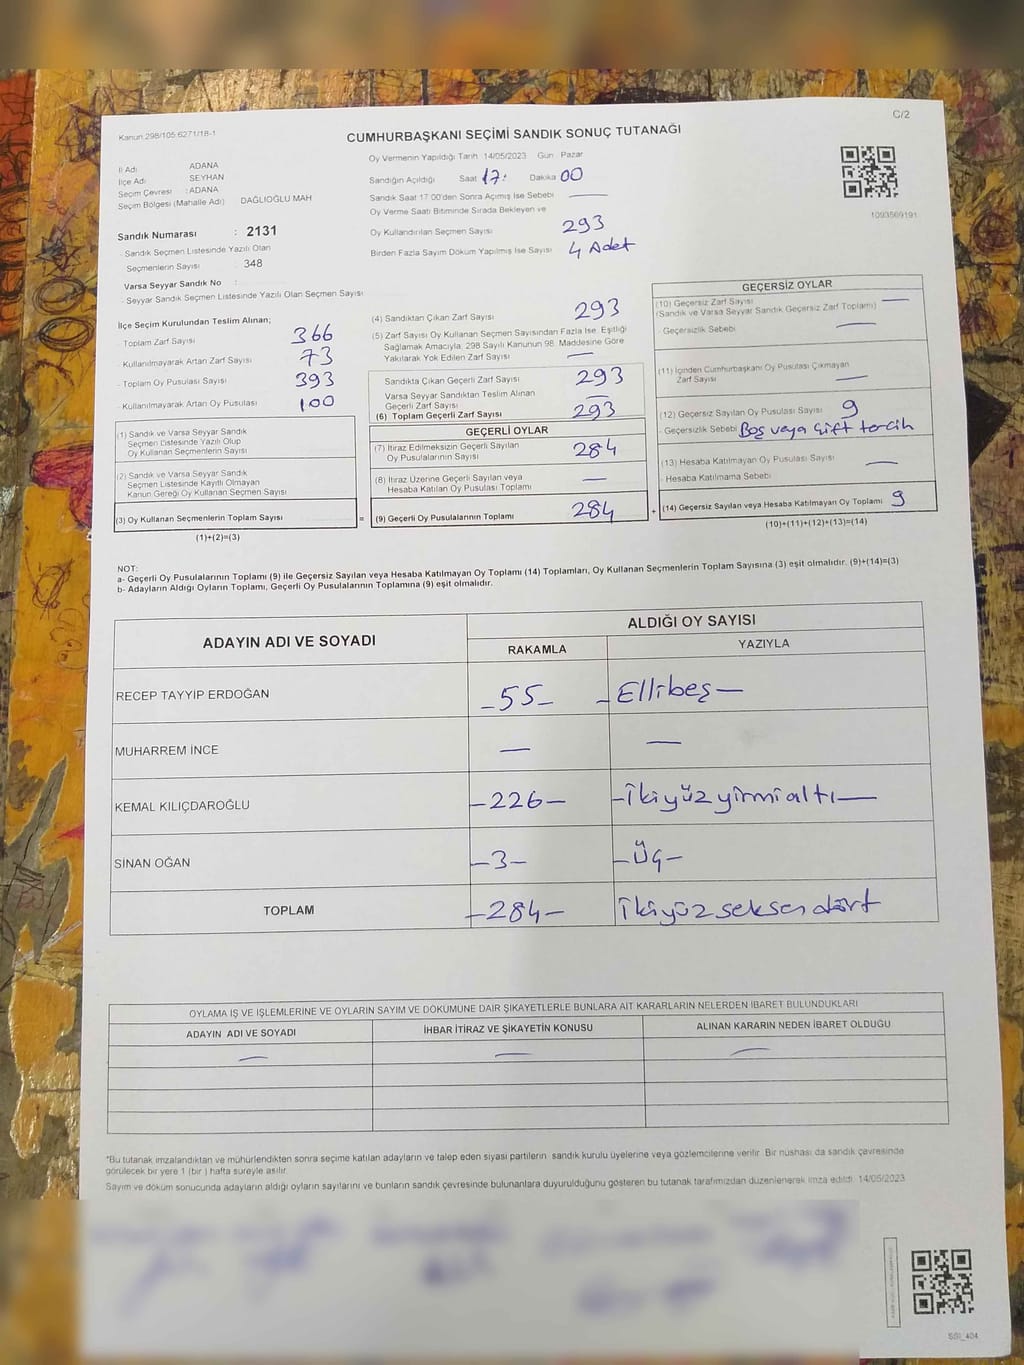 Kanun 298/105.6271/18-1
C/2
CUMHURBAŞKANI SEÇİMİ SANDIK SONUÇ TUTANAĞI
İl Adı ADANA
İlçe Adı SEYHAN
Seçim Çevresi : ADANA
Seçim Bölgesi (Mahalle Adı) DAĞLIOĞLU MAH
Sandık Numarası : 2131
- Sandık Seçmen Listesinde Yazılı Olan
Seçmenlerin Sayısı : 348
Varsa Seyyar Sandık No :
- Seyyar Sandık Seçmen Listesinde Yazılı Olan Seçmen Sayısı
Oy Vermenin Yapıldığı Tarih 14/05/2023 Gün Pazar
Sandığın Açıldığı Saat 17: Dakika 00
Sandık Saat 17 00'den Sonra Açımış İse Sebebi —
Oy Verme Saati Bitiminde Sırada Bekleyen ve
Oy Kullandırılan Seçmen Sayısı 293
Birden Fazla Sayım Döküm Yapılmış İse Sayısı 4 Adet
1093569191
İlçe Seçim Kurulundan Teslim Alınan;
- Toplam Zarf Sayısı 366
- Kullanılmayarak Artan Zarf Sayısı 73
- Toplam Oy Pusulası Sayısı 393
- Kullanılmayarak Artan Oy Pusulası 100
(1) Sandık ve Varsa Seyyar Sandık
Seçmen Listesinde Yazılı Olup
Oy Kullanan Seçmenlerin Sayısı
(2) Sandık ve Varsa Seyyar Sandık
Seçmen Listesinde Kayıtlı Olmayan
Kanun Gereği Oy Kullanan Seçmen Sayısı
(3) Oy Kullanan Seçmenlerin Toplam Sayısı =
(1)+(2)=(3)
(4) Sandıktan Çıkan Zarf Sayısı 293
(5) Zarf Sayısı Oy Kullanan Seçmen Sayısından Fazla İse, Eşitliği
Sağlamak Amacıyla, 298 Sayılı Kanunun 98. Maddesine Göre
Yakılarak Yok Edilen Zarf Sayısı —
Sandıkta Çıkan Geçerli Zarf Sayısı 293
Varsa Seyyar Sandıktan Teslim Alınan
Geçerli Zarf Sayısı —
(6) Toplam Geçerli Zarf Sayısı 293
GEÇERLİ OYLAR
(7) İtiraz Edilmeksizin Geçerli Sayılan
Oy Pusulalarının Sayısı 284
(8) İtiraz Üzerine Geçerli Sayılan veya
Hesaba Katılan Oy Pusulası Toplamı —
(9) Geçerli Oy Pusulalarının Toplamı 284 +
GEÇERSİZ OYLAR
(10) Geçersiz Zarf Sayısı —
(Sandık ve Varsa Seyyar Sandık Geçersiz Zarf Toplamı)
- Geçersizlik Sebebi —
(11) İçinden Cumhurbaşkanı Oy Pusulası Çıkmayan
Zarf Sayısı —
(12) Geçersiz Sayılan Oy Pusulası Sayısı 9
- Geçersizlik Sebebi Boş veya Çift tercih
(13) Hesaba Katılmayan Oy Pusulası Sayısı —
- Hesaba Katılmama Sebebi
(14) Geçersiz Sayılan veya Hesaba Katılmayan Oy Toplamı 9
(10)+(11)+(12)+(13)=(14)
NOT:
a- Geçerli Oy Pusulalarının Toplamı (9) ile Geçersiz Sayılan veya Hesaba Katılmayan Oy Toplamı (14) Toplamları, Oy Kullanan Seçmenlerin Toplam Sayısına (3) eşit olmalıdır. (9)+(14)=(3)
b- Adayların Aldığı Oyların Toplamı, Geçerli Oy Pusulalarının Toplamına (9) eşit olmalıdır.
ADAYIN ADI VE SOYADI
ALDIĞI OY SAYISI
RAKAMLA YAZIYLA
RECEP TAYYIP ERDOĞAN –55– –Ellibeş–
MUHARREM İNCE — —
KEMAL KILIÇDAROĞLU –226– –İkiyüzyirmialtı–
SİNAN OĞAN –3– –Üç–
TOPLAM –284– İkiyüzseksendört
OYLAMA İŞ VE İŞLEMLERİNE VE OYLARIN SAYIM VE DÖKÜMÜNE DAİR ŞİKAYETLERLE BUNLARA AİT KARARLARIN NELERDEN İBARET BULUNDUKLARI
ADAYIN ADI VE SOYADI İHBAR İTİRAZ VE ŞİKAYETİN KONUSU ALINAN KARARIN NEDEN İBARET OLDUĞU
— — —
*Bu tutanak imzalandıktan ve mühürlendikten sonra seçime katılan adayların ve talep eden siyasi partilerin sandık kurulu üyelerine veya gözlemcilerine verilir. Bir nüshası da sandık çevresinde
görülecek bir yere 1 (bir ) hafta süreyle asılır.
Sayım ve döküm sonucunda adayların aldığı oyların sayılarını ve bunların sandık çevresinde bulunanlara duyurulduğunu gösteren bu tutanak tarafımızdan düzenlenerek imza edildi. 14/05/2023
SSI_404